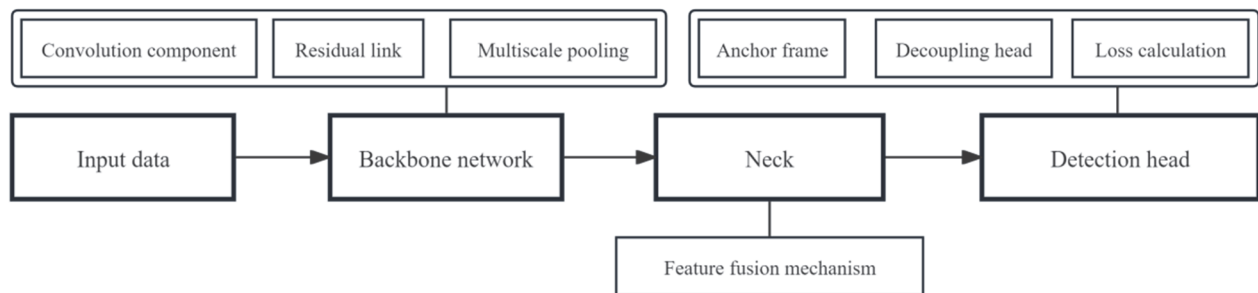 Convolution component
Residual link
Multiscale pooling
Anchor frame
Decoupling head
Loss calculation
Input data
Backbone network
Neck
Detection head
Feature fusion mechanism